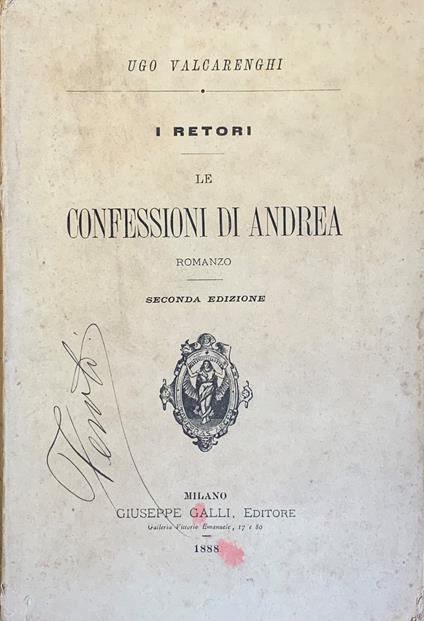 UGO VALCARENGHI
I RETORI
LE
CONFESSIONI DI ANDREA
ROMANZO
SECONDA EDIZIONE
MILANO
GIUSEPPE GALLI, EDITORE
Galleria Vittorio Emanuele, 17 e 80
1888